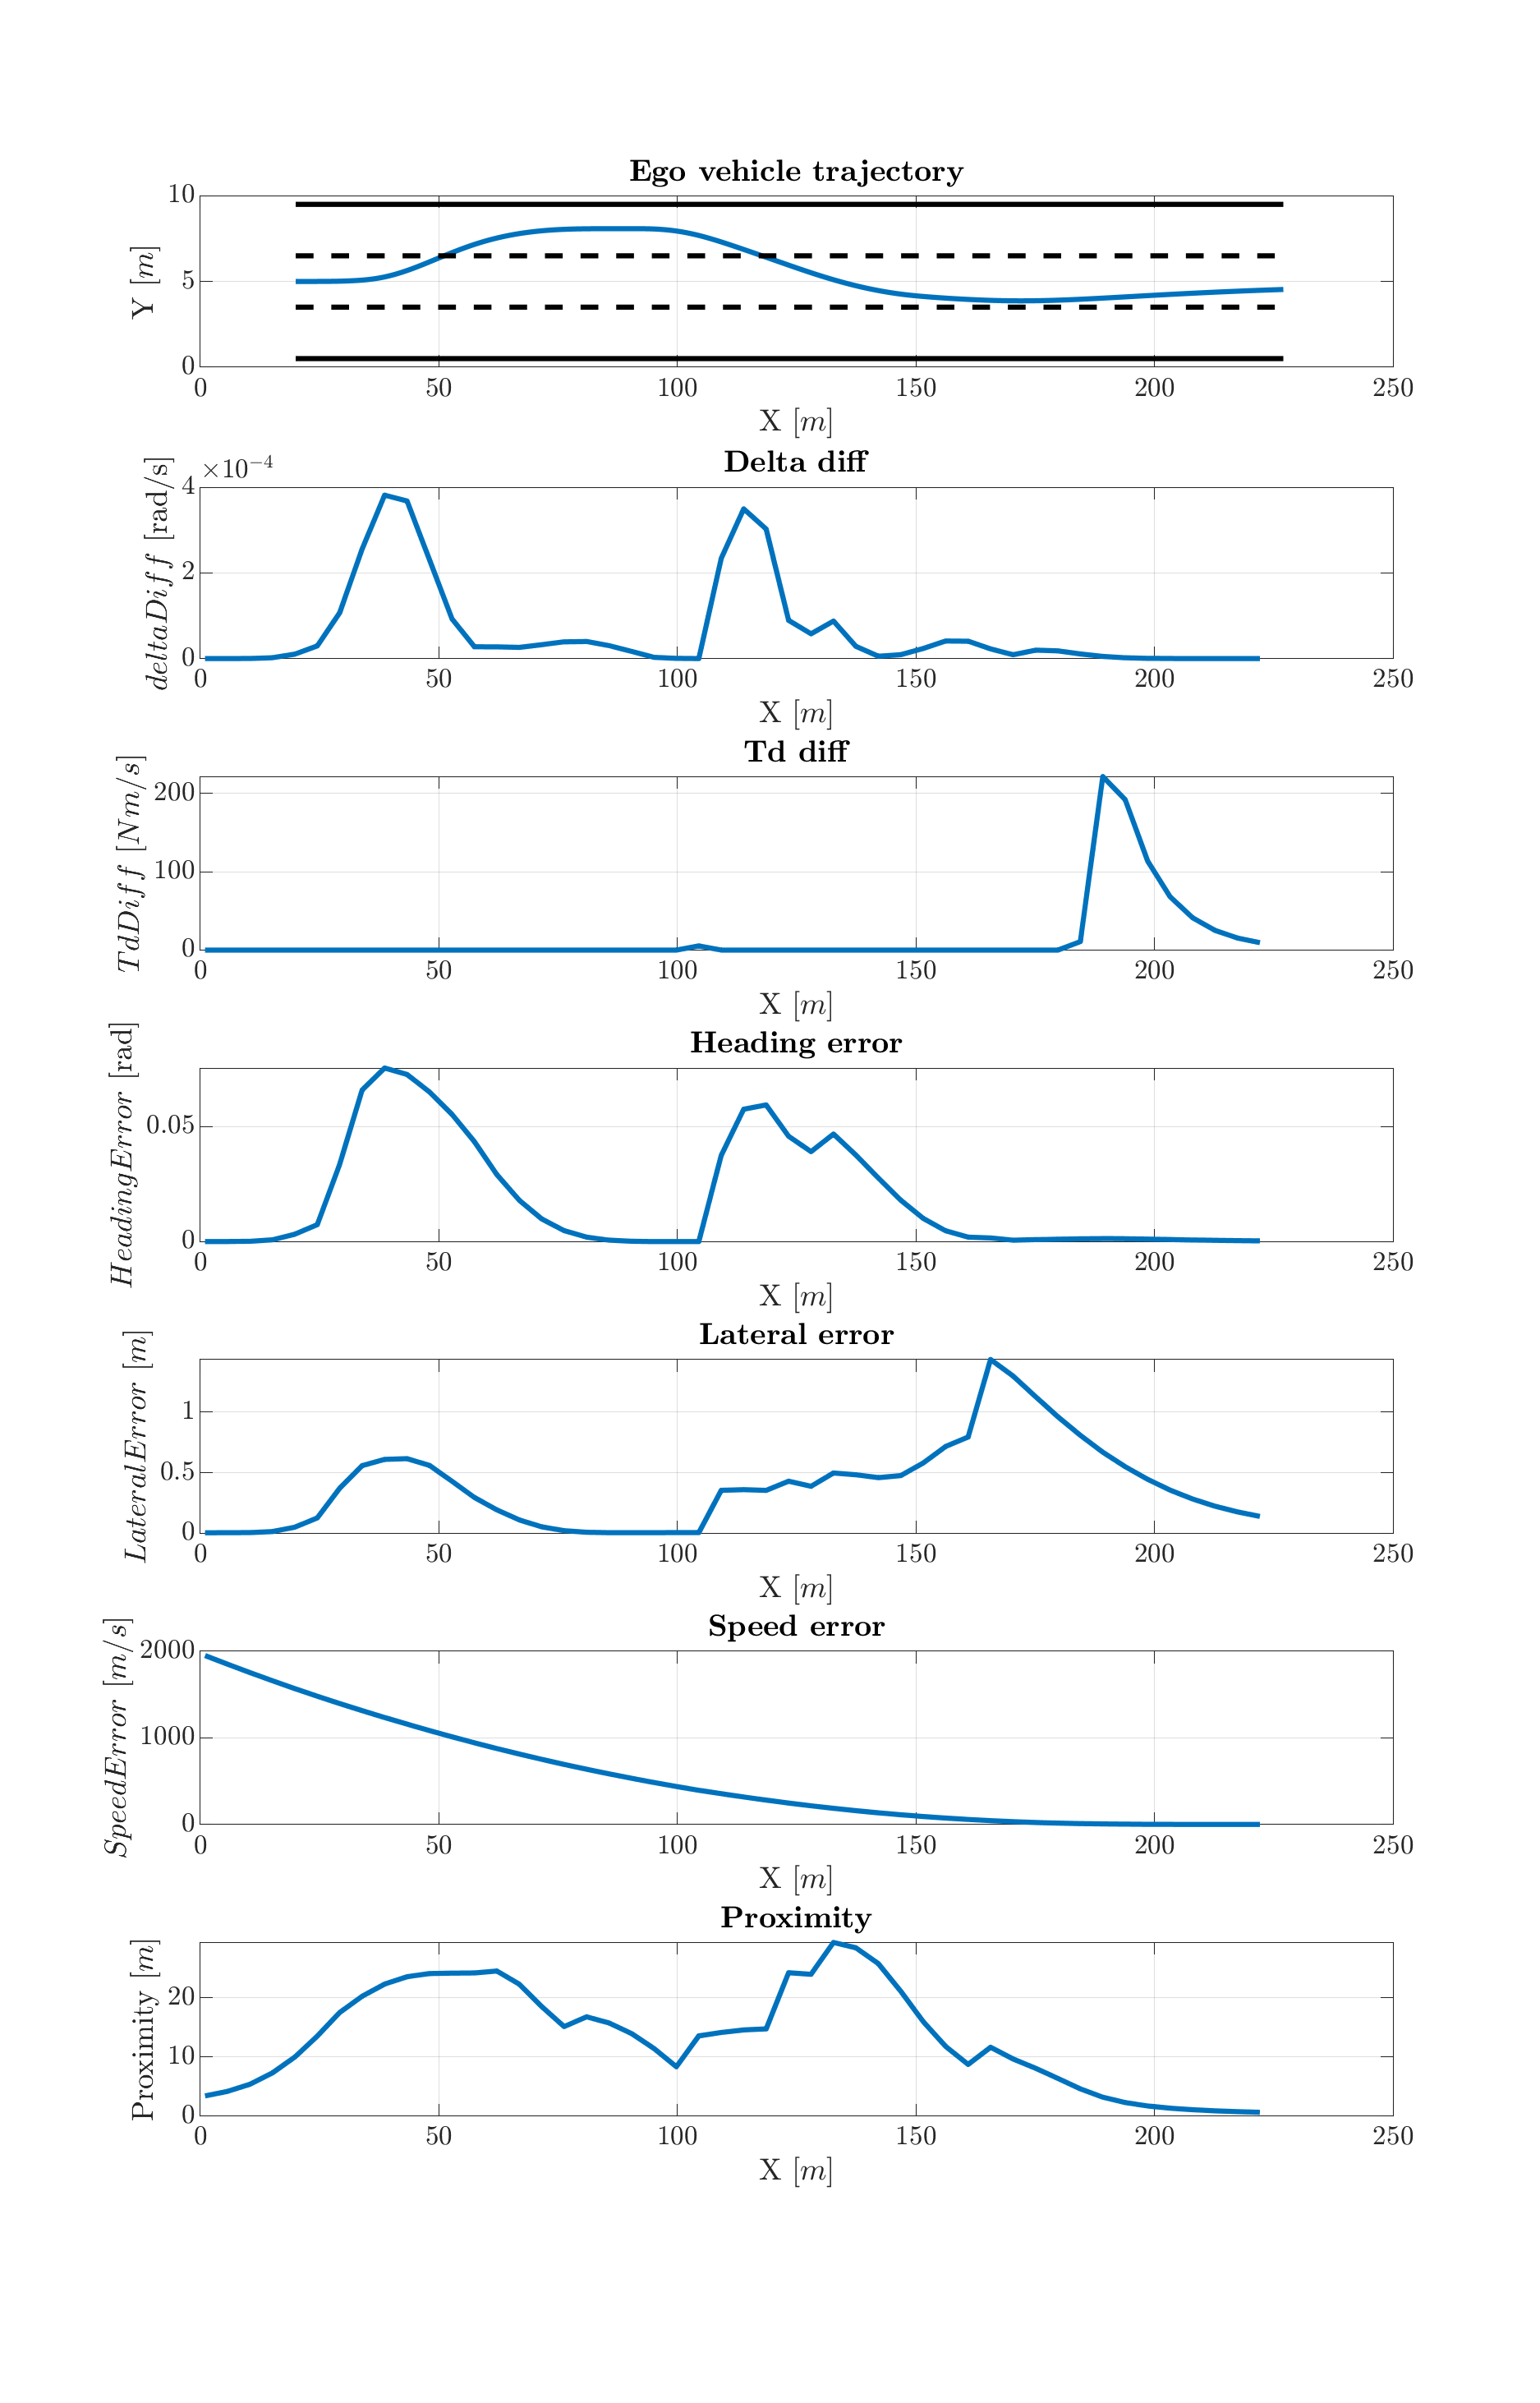 Ego vehicle trajectory
Y [m]
10
5
0
0 50 100 150 200 250
X [m]
Delta diff
×10⁻⁴
deltaDiff [rad/s]
4
2
0
0 50 100 150 200 250
X [m]
Td diff
TdDiff [Nm/s]
200
100
0
0 50 100 150 200 250
X [m]
Heading error
HeadingError [rad]
0.05
0
0 50 100 150 200 250
X [m]
Lateral error
LateralError [m]
1
0.5
0
0 50 100 150 200 250
X [m]
Speed error
SpeedError [m/s]
2000
1000
0
0 50 100 150 200 250
X [m]
Proximity
Proximity [m]
20
10
0
0 50 100 150 200 250
X [m]